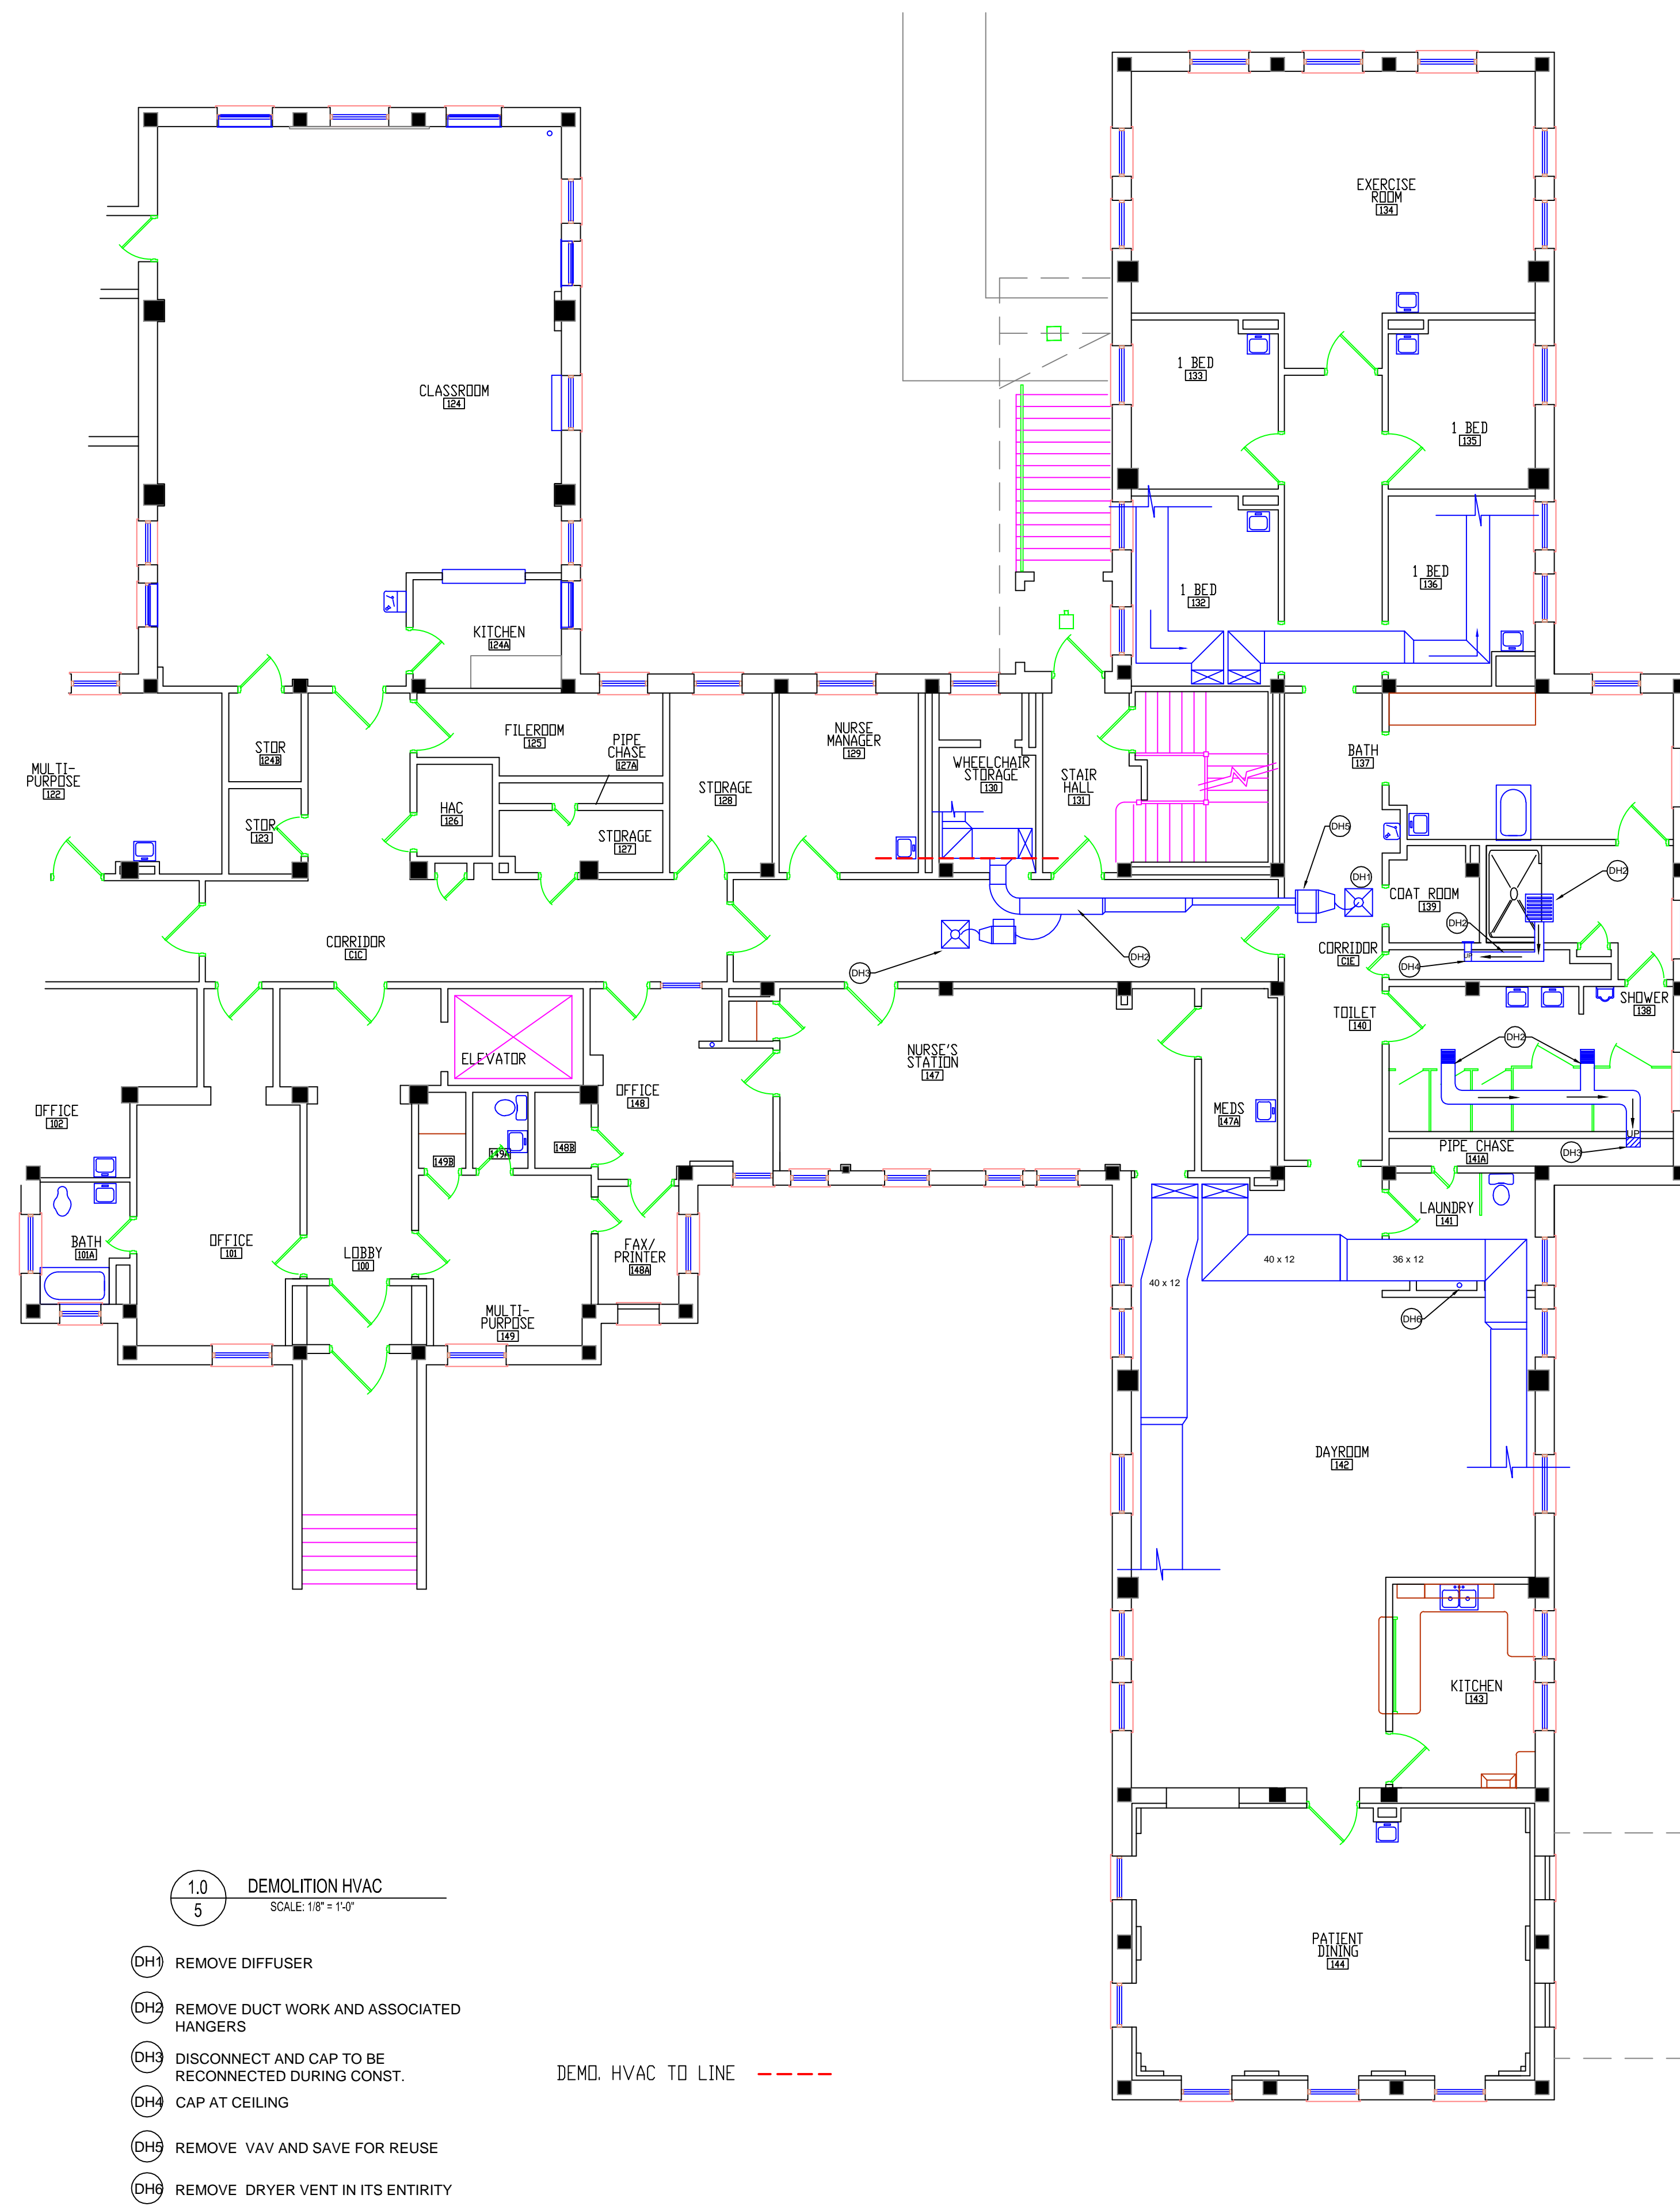 EXERCISE
ROOM
134
CLASSROOM
124
1 BED
133
1 BED
135
1 BED
132
1 BED
136
KITCHEN
124A
MULTI-
PURPOSE
122
STOR
124B
STOR
123
FILEROOM
125
PIPE
CHASE
127A
HAC
126
STORAGE
127
STORAGE
128
NURSE
MANAGER
129
WHEELCHAIR
STORAGE
130
STAIR
HALL
131
BATH
137
DH5
DH1
COAT ROOM
139
DH2
DH2
DH4
UP
CORRIDOR
C1C
DH3
DH2
CORRIDOR
C1E
TOILET
140
SHOWER
138
DH2
ELEVATOR
OFFICE
148
NURSE'S
STATION
147
MEDS
147A
UP
PIPE CHASE
141A
DH3
OFFICE
102
149B
149A
148B
LAUNDRY
141
BATH
101A
OFFICE
101
LOBBY
100
FAX/
PRINTER
148A
MULTI-
PURPOSE
149
40 x 12
40 x 12
36 x 12
DH6
DAYROOM
142
KITCHEN
143
PATIENT
DINING
144
1.0
5
DEMOLITION HVAC
SCALE: 1/8" = 1'-0"
DH1 REMOVE DIFFUSER
DH2 REMOVE DUCT WORK AND ASSOCIATED
HANGERS
DH3 DISCONNECT AND CAP TO BE
RECONNECTED DURING CONST.
DH4 CAP AT CEILING
DH5 REMOVE VAV AND SAVE FOR REUSE
DH6 REMOVE DRYER VENT IN ITS ENTIRITY
DEMO. HVAC TO LINE